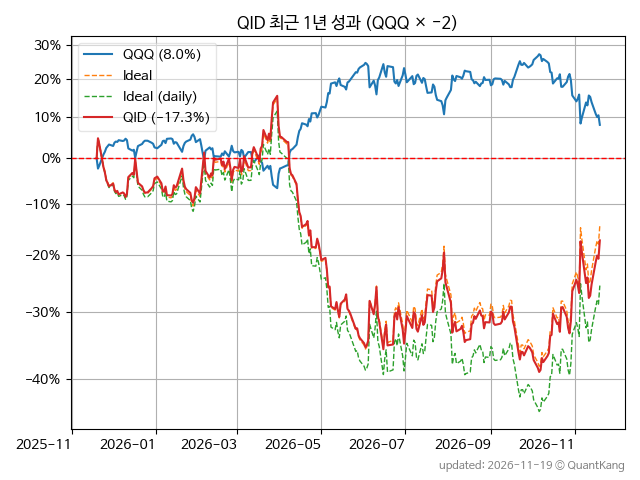 QID 최근 1년 성과 (QQQ × −2)
QQQ (8.0%)
Ideal
Ideal (daily)
QID (−17.3%)
30%
20%
10%
0%
−10%
−20%
−30%
−40%
2025-11 2026-01 2026-03 2026-05 2026-07 2026-09 2026-11
updated: 2026-11-19 © QuantKang